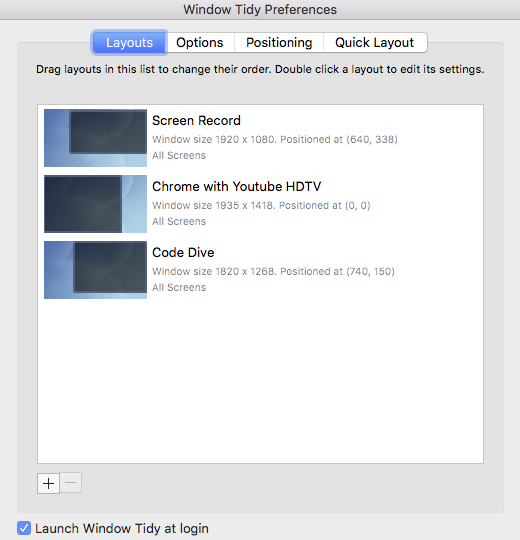 Window Tidy Preferences
Layouts Options Positioning Quick Layout
Drag layouts in this list to change their order. Double click a layout to edit its settings.
Screen Record
Window size 1920 x 1080. Positioned at (640, 338)
All Screens
Chrome with Youtube HDTV
Window size 1935 x 1418. Positioned at (0, 0)
All Screens
Code Dive
Window size 1820 x 1268. Positioned at (740, 150)
All Screens
Launch Window Tidy at login